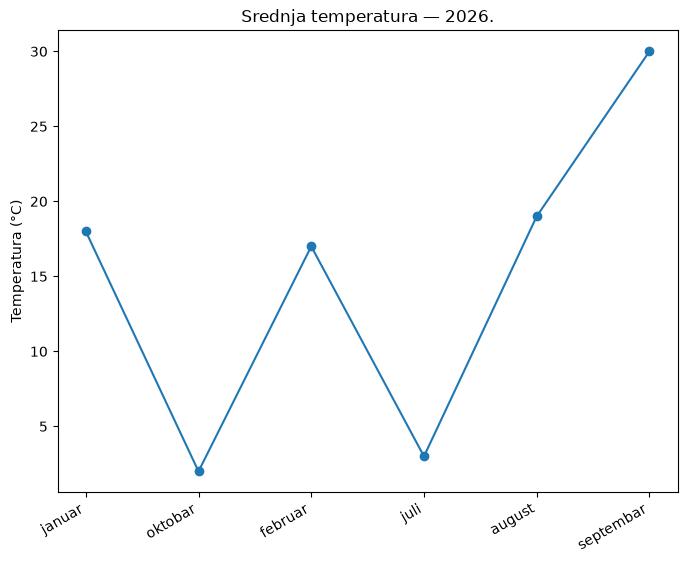 Srednja temperatura — 2026.
Temperatura (°C)
30
25
20
15
10
5
januar
oktobar
februar
juli
august
septembar